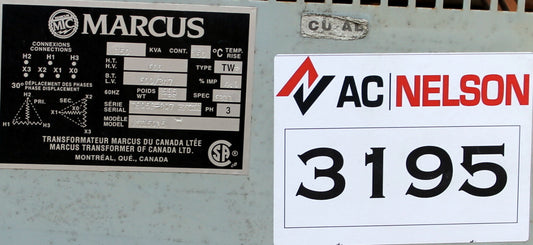 MTC MARCUS
CONNEXIONS
CONNECTIONS
H2 H1 H3
X3 X0 X2
X1
30° DÉPLACEMENT DES PHASES
PHASE DISPLACEMENT
H2
PRI.
H1 H3
SEC. X2
X1 X0
X3
KVA CONT. °C TEMP. RISE
H.T.
H.V. TYPE TW
B.T.
L.V. % IMP
60HZ POIDS
WT SPEC
SÉRIE
SERIAL PH 3
MODÈLE
MODEL
TRANSFORMATEUR MARCUS DU CANADA LTÉE
MARCUS TRANSFORMER OF CANADA LTD.
MONTRÉAL, QUÉ., CANADA
CU-AL
AC|NELSON
3195